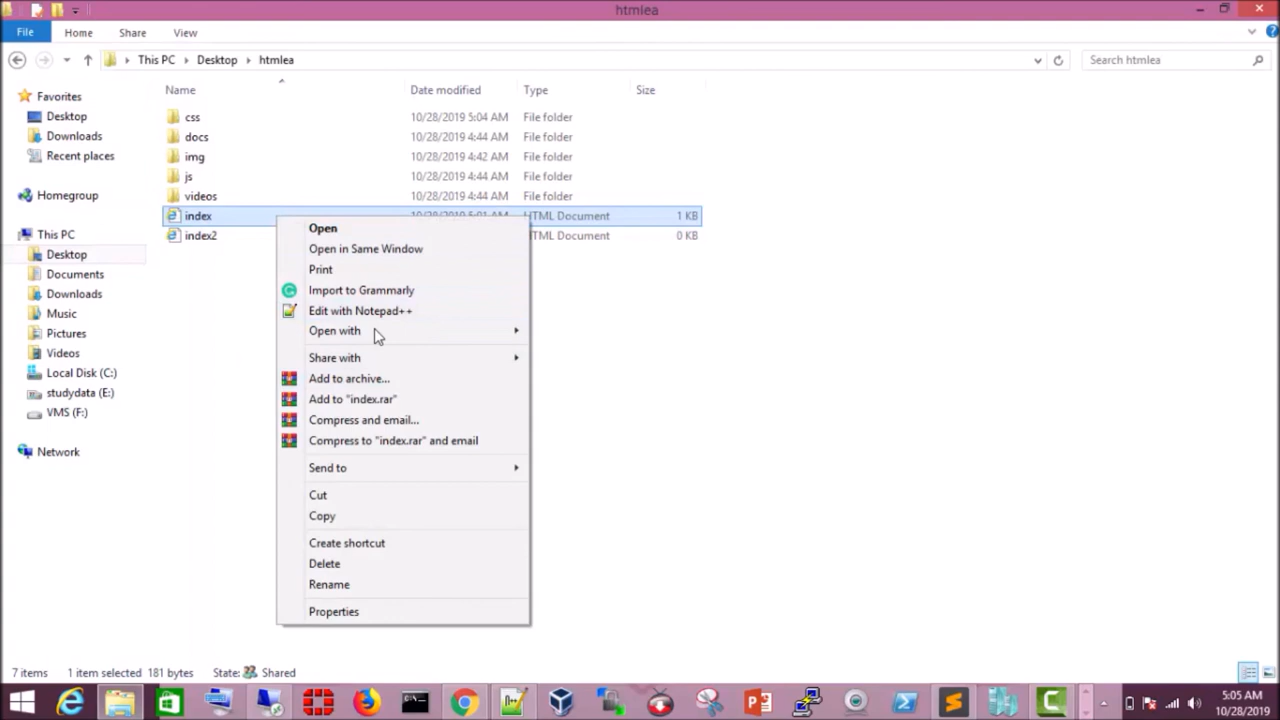 htmlea
File Home Share View
This PC Desktop htmlea Search htmlea
Name Date modified Type Size
Favorites
Desktop
Downloads
Recent places
Homegroup
This PC
Desktop
Documents
Downloads
Music
Pictures
Videos
Local Disk (C:)
studydata (E:)
VMS (F:)
Network
css 10/28/2019 5:04 AM File folder
docs 10/28/2019 4:44 AM File folder
img 10/28/2019 4:42 AM File folder
js 10/28/2019 4:44 AM File folder
videos 10/28/2019 4:44 AM File folder
index 10/28/2019 5:01 AM HTML Document 1 KB
index2 HTML Document 0 KB
Open
Open in Same Window
Print
Import to Grammarly
Edit with Notepad++
Open with
Share with
Add to archive...
Add to "index.rar"
Compress and email...
Compress to "index.rar" and email
Send to
Cut
Copy
Create shortcut
Delete
Rename
Properties
7 items 1 item selected 181 bytes State: Shared
5:05 AM
10/28/2019